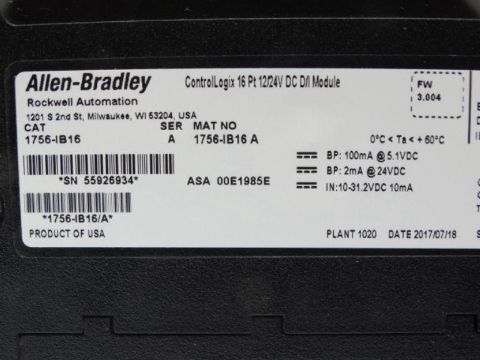 Allen-Bradley
ControlLogix 16 Pt 12/24V DC D/I Module
FW
3.004
Rockwell Automation
1201 S 2nd St, Milwaukee, WI 53204, USA
CAT SER MAT NO
1756-IB16 A 1756-IB16 A
0°C < Ta < +60°C
BP: 100mA @ 5.1VDC
*SN 55926934* ASA 00E1985E
BP: 2mA @ 24VDC
IN:10-31.2VDC 10mA
*1756-IB16/A*
PRODUCT OF USA
PLANT 1020 DATE 2017/07/18